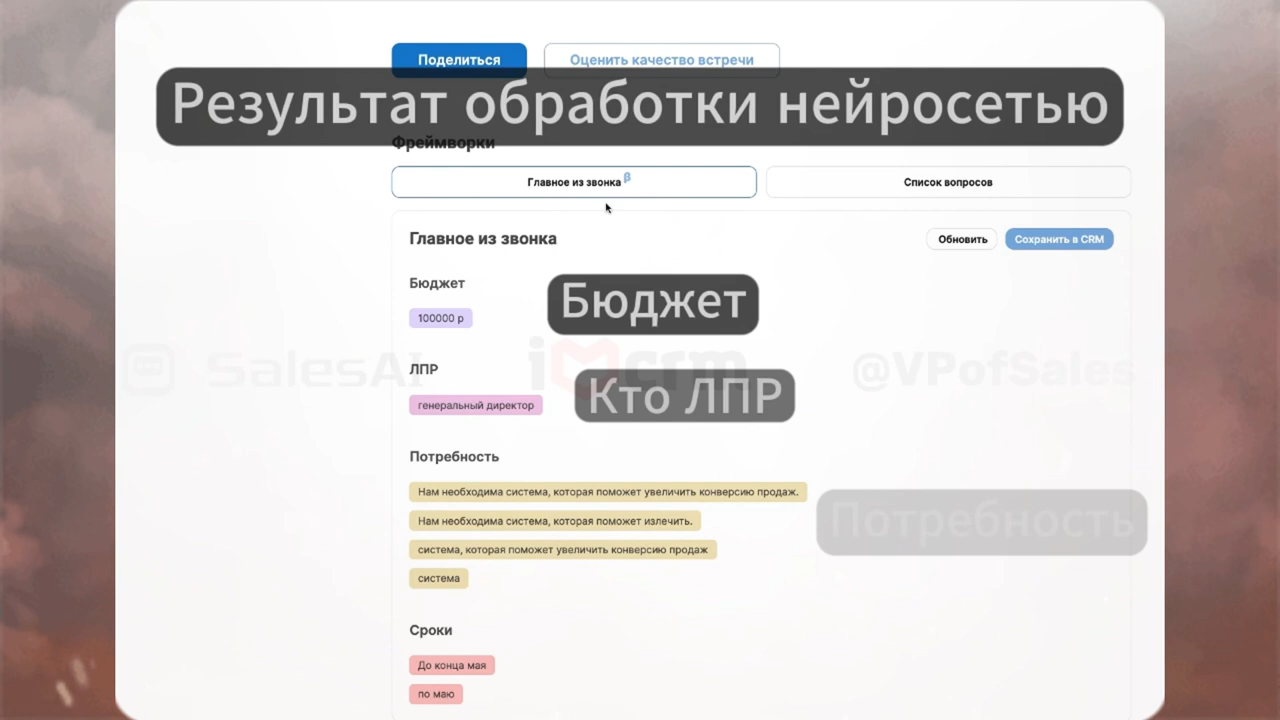 Поделиться
Оценить качество встречи
Результат обработки нейросетью
Фреймворки
Главное из звонка β
Список вопросов
Главное из звонка
Обновить
Сохранить в CRM
Бюджет
Бюджет
100000 р
SalesAI
imcrm
@VPofSales
ЛПР
Кто ЛПР
генеральный директор
Потребность
Нам необходима система, которая поможет увеличить конверсию продаж.
Потребность
Нам необходима система, которая поможет излечить.
система, которая поможет увеличить конверсию продаж
система
Сроки
До конца мая
по маю